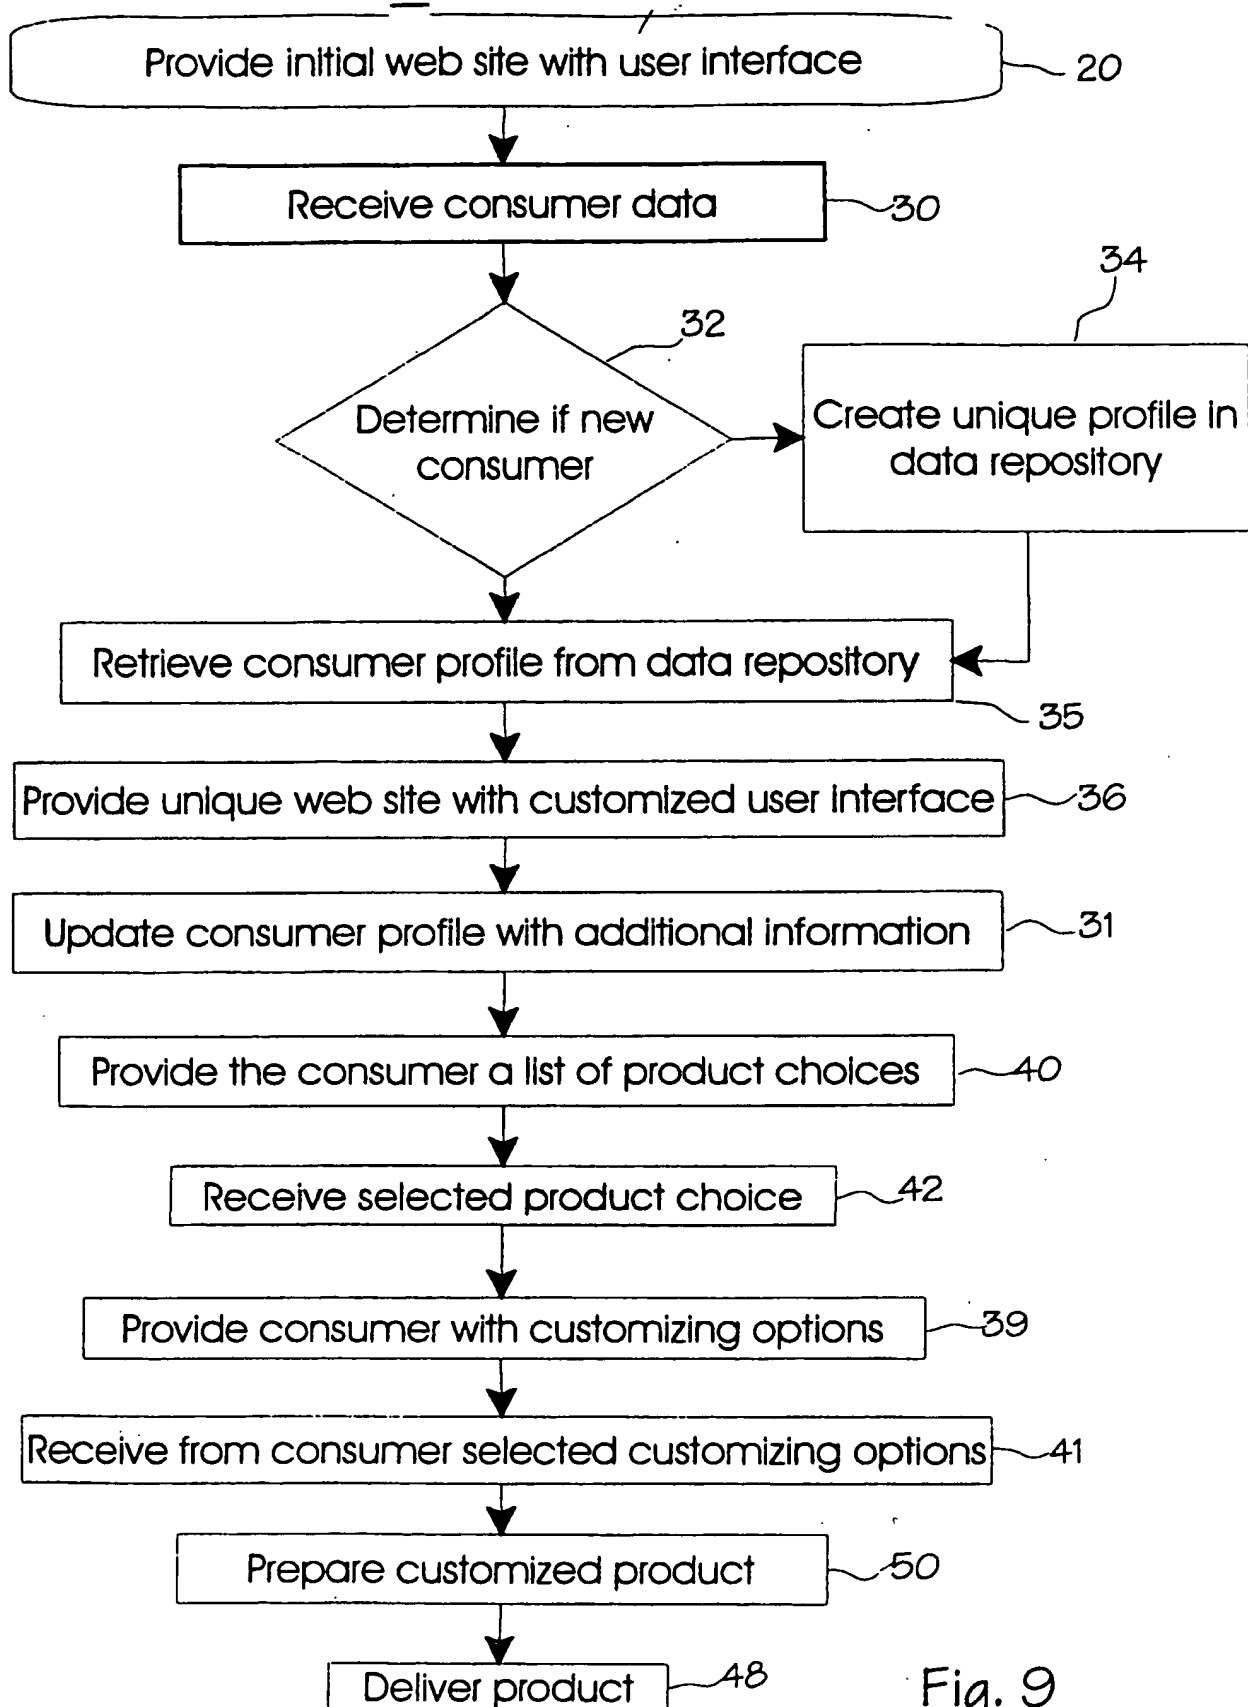 Provide initial web site with user interface
20
Receive consumer data
30
32
Determine if new
consumer
34
Create unique profile in
data repository
Retrieve consumer profile from data repository
35
Provide unique web site with customized user interface
36
Update consumer profile with additional information
31
Provide the consumer a list of product choices
40
Receive selected product choice
42
Provide consumer with customizing options
39
Receive from consumer selected customizing options
41
Prepare customized product
50
Deliver product
48
Fig. 9